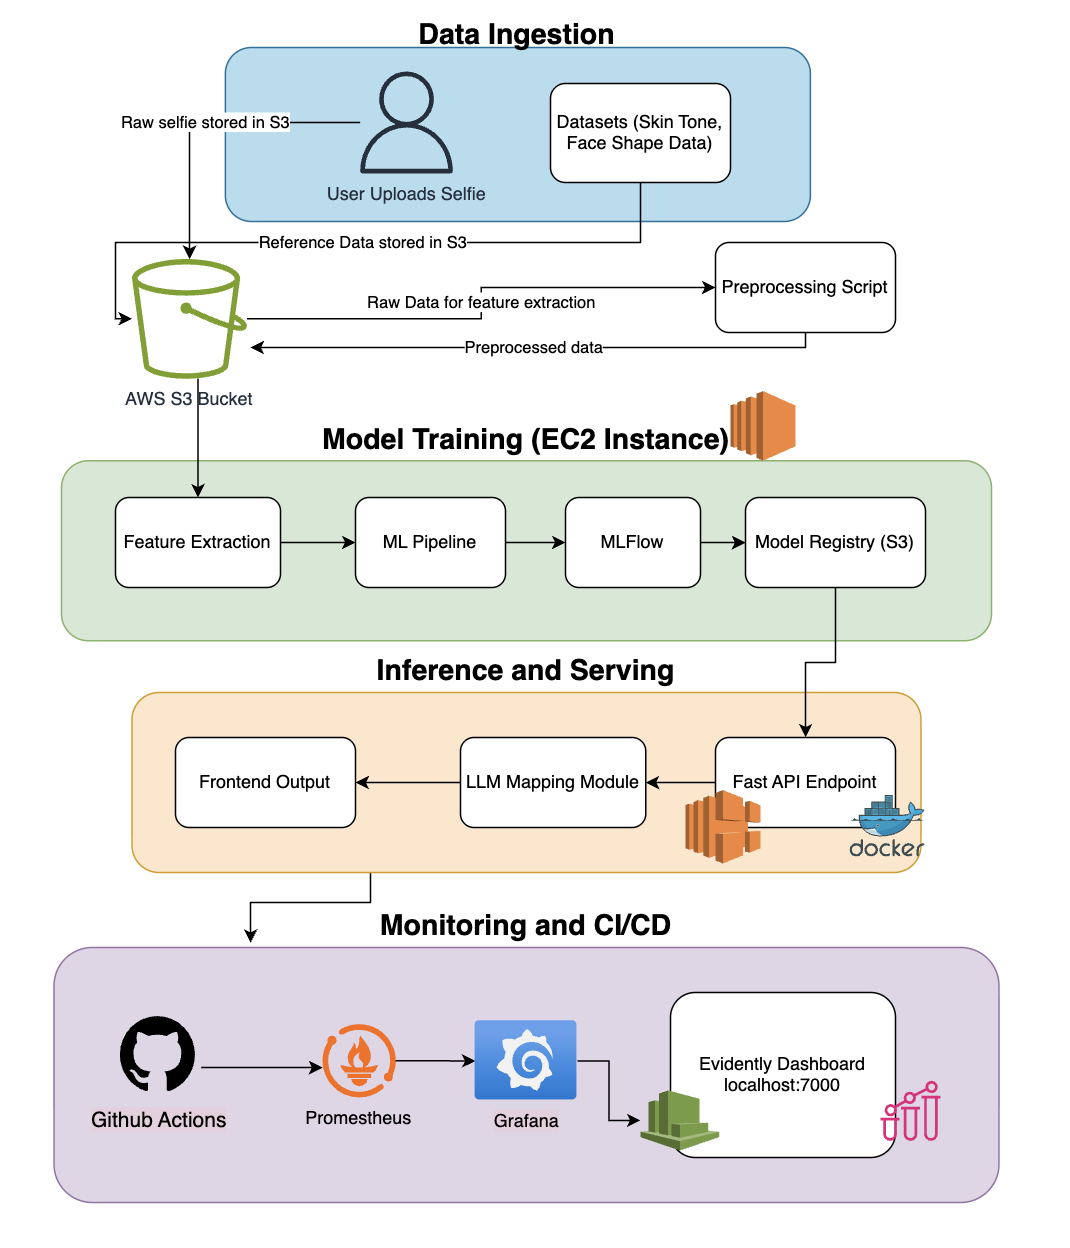 Data Ingestion
Raw selfie stored in S3
Datasets (Skin Tone,
Face Shape Data)
User Uploads Selfie
Reference Data stored in S3
Preprocessing Script
Raw Data for feature extraction
Preprocessed data
AWS S3 Bucket
Model Training (EC2 Instance)
Feature Extraction
ML Pipeline
MLFlow
Model Registry (S3)
Inference and Serving
Frontend Output
LLM Mapping Module
Fast API Endpoint
docker
Monitoring and CI/CD
Evidently Dashboard
localhost:7000
Github Actions
Promestheus
Grafana